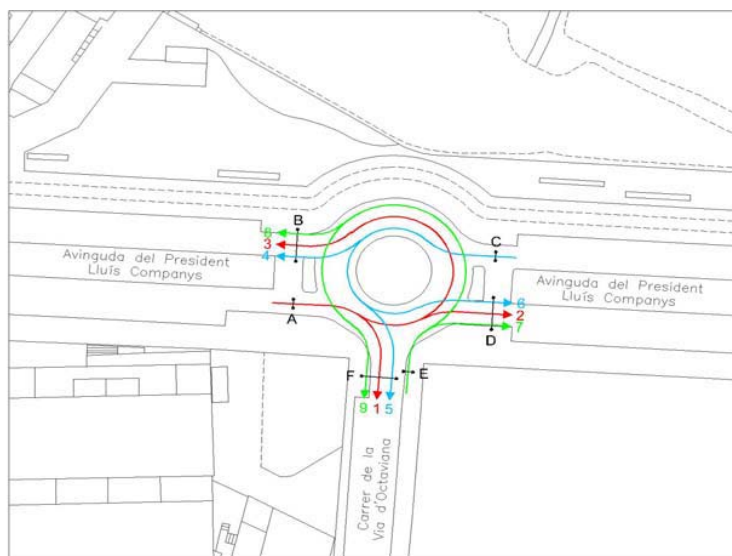 B
8
3
4
C
Avinguda del President
Lluís Companys
Avinguda del President
Lluís Companys
A
6
2
7
D
F
E
9 1 5
Carrer de la
Via d'Octaviana